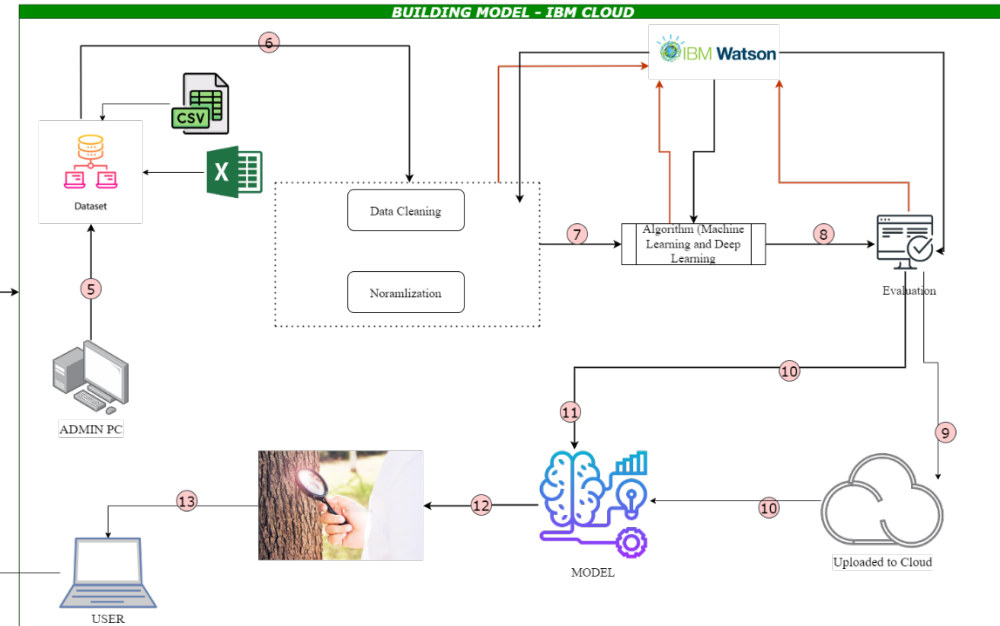 BUILDING MODEL - IBM CLOUD
6
IBM Watson
CSV
X
Dataset
Data Cleaning
Noramlization
7
Algorithm (Machine
Learning and Deep
Learning
8
Evaluation
5
ADMIN PC
10
11
9
12
10
13
MODEL
Uploaded to Cloud
USER